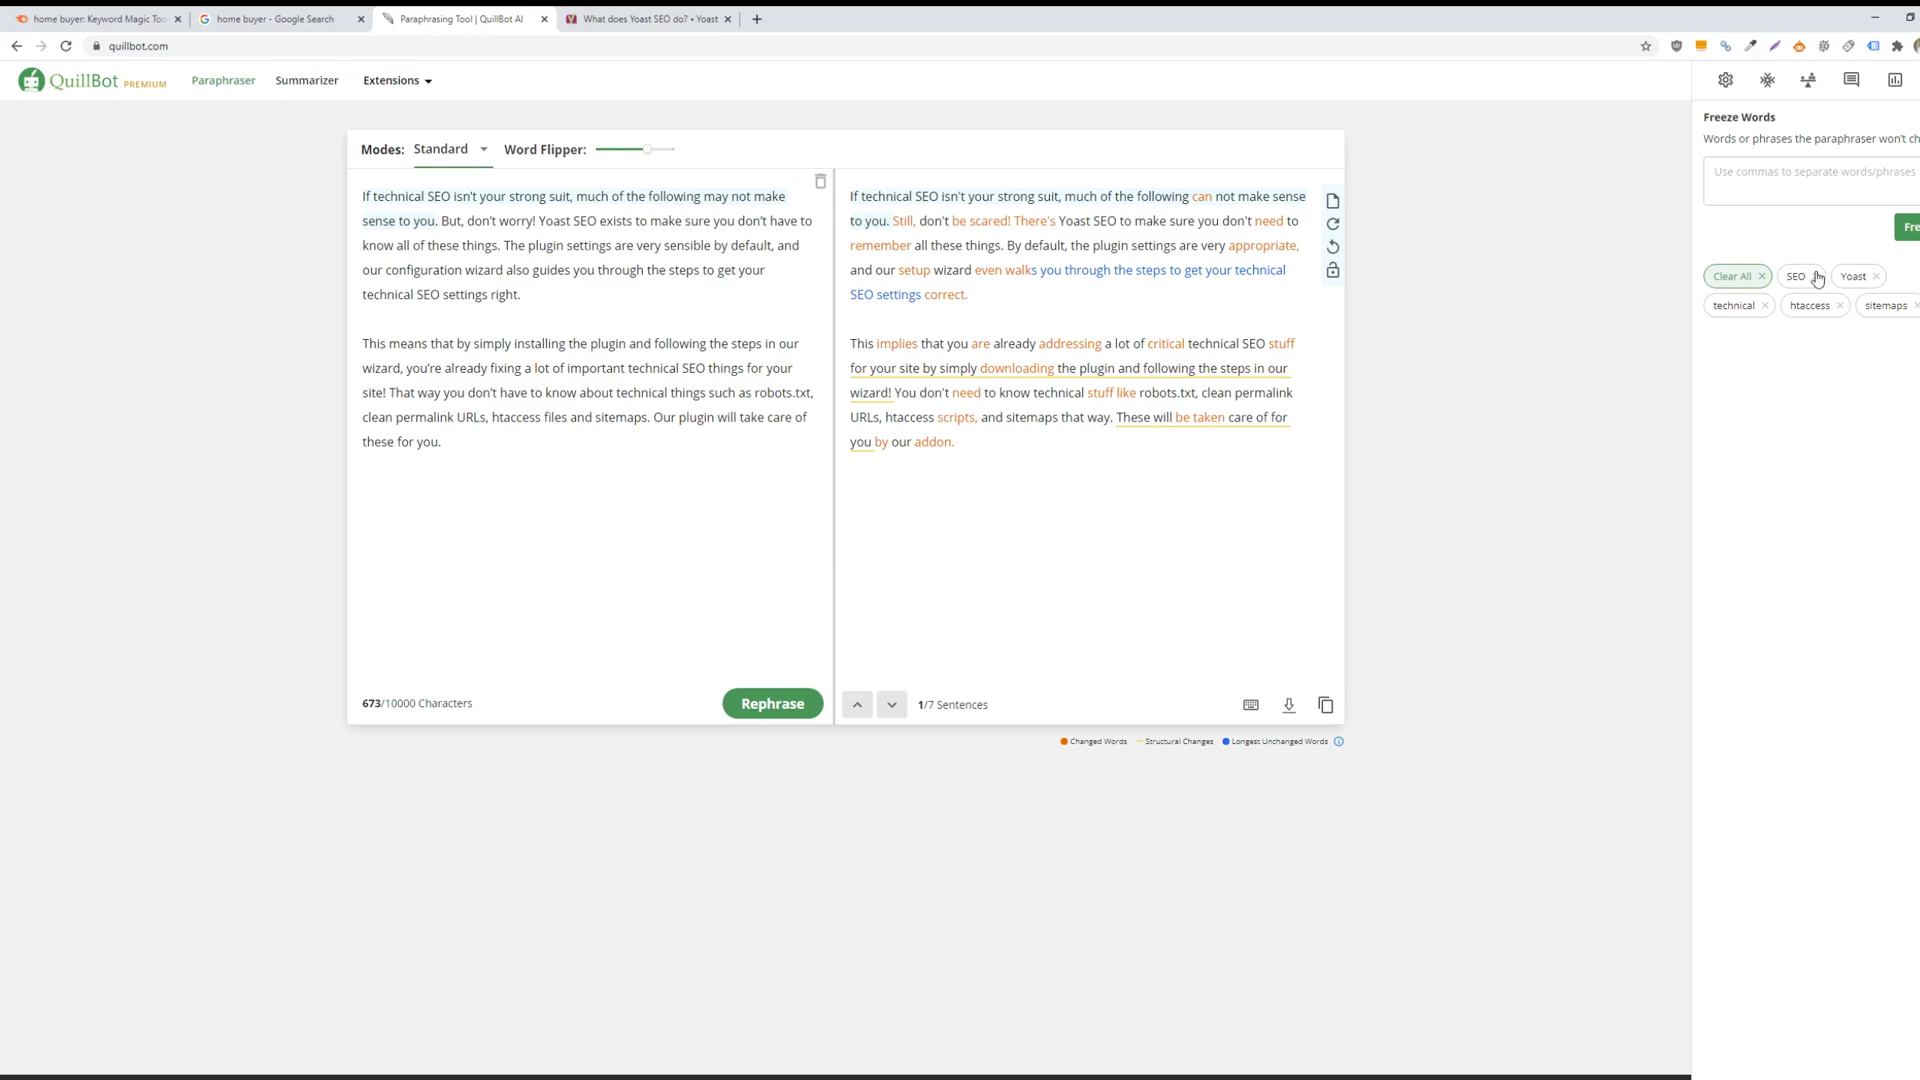 home buyer: Keyword Magic Too
home buyer - Google Search
Paraphrasing Tool | QuillBot AI
What does Yoast SEO do? • Yoast
quillbot.com
QuillBot PREMIUM
Paraphraser
Summarizer
Extensions
Modes: Standard
Word Flipper:
If technical SEO isn’t your strong suit, much of the following may not make
sense to you. But, don’t worry! Yoast SEO exists to make sure you don’t have to
know all of these things. The plugin settings are very sensible by default, and
our configuration wizard also guides you through the steps to get your
technical SEO settings right.
This means that by simply installing the plugin and following the steps in our
wizard, you’re already fixing a lot of important technical SEO things for your
site! That way you don’t have to know about technical things such as robots.txt,
clean permalink URLs, htaccess files and sitemaps. Our plugin will take care of
these for you.
673/10000 Characters
Rephrase
If technical SEO isn't your strong suit, much of the following can not make sense
to you. Still, don't be scared! There's Yoast SEO to make sure you don't need to
remember all these things. By default, the plugin settings are very appropriate,
and our setup wizard even walks you through the steps to get your technical
SEO settings correct.
This implies that you are already addressing a lot of critical technical SEO stuff
for your site by simply downloading the plugin and following the steps in our
wizard! You don't need to know technical stuff like robots.txt, clean permalink
URLs, htaccess scripts, and sitemaps that way. These will be taken care of for
you by our addon.
1/7 Sentences
Changed Words
Structural Changes
Longest Unchanged Words
Freeze Words
Words or phrases the paraphraser won't ch
Use commas to separate words/phrases
Fre
Clear All
SEO
Yoast
technical
htaccess
sitemaps